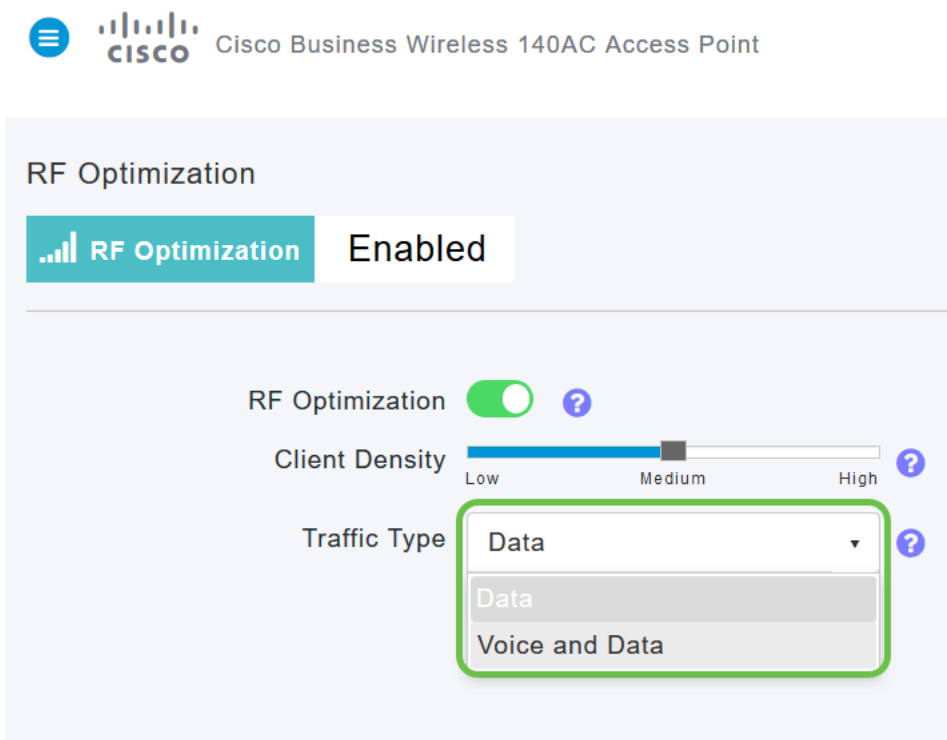 CISCO Cisco Business Wireless 140AC Access Point
RF Optimization
RF Optimization Enabled
RF Optimization ?
Client Density ?
Low Medium High
Traffic Type Data ?
Data
Voice and Data